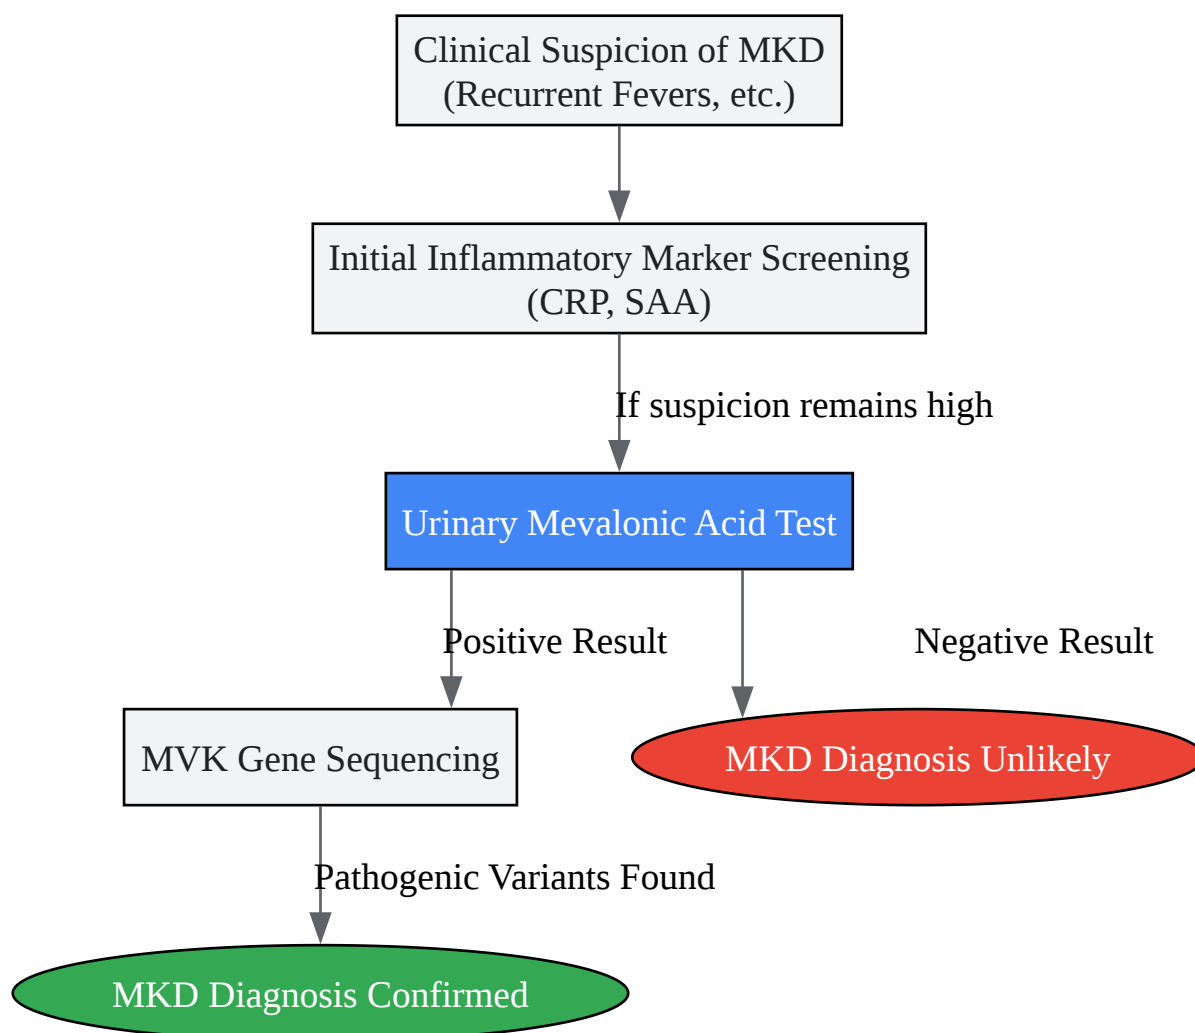 Clinical Suspicion of MKD
(Recurrent Fevers, etc.)
Initial Inflammatory Marker Screening
(CRP, SAA)
If suspicion remains high
Urinary Mevalonic Acid Test
Positive Result
Negative Result
MVK Gene Sequencing
MKD Diagnosis Unlikely
Pathogenic Variants Found
MKD Diagnosis Confirmed